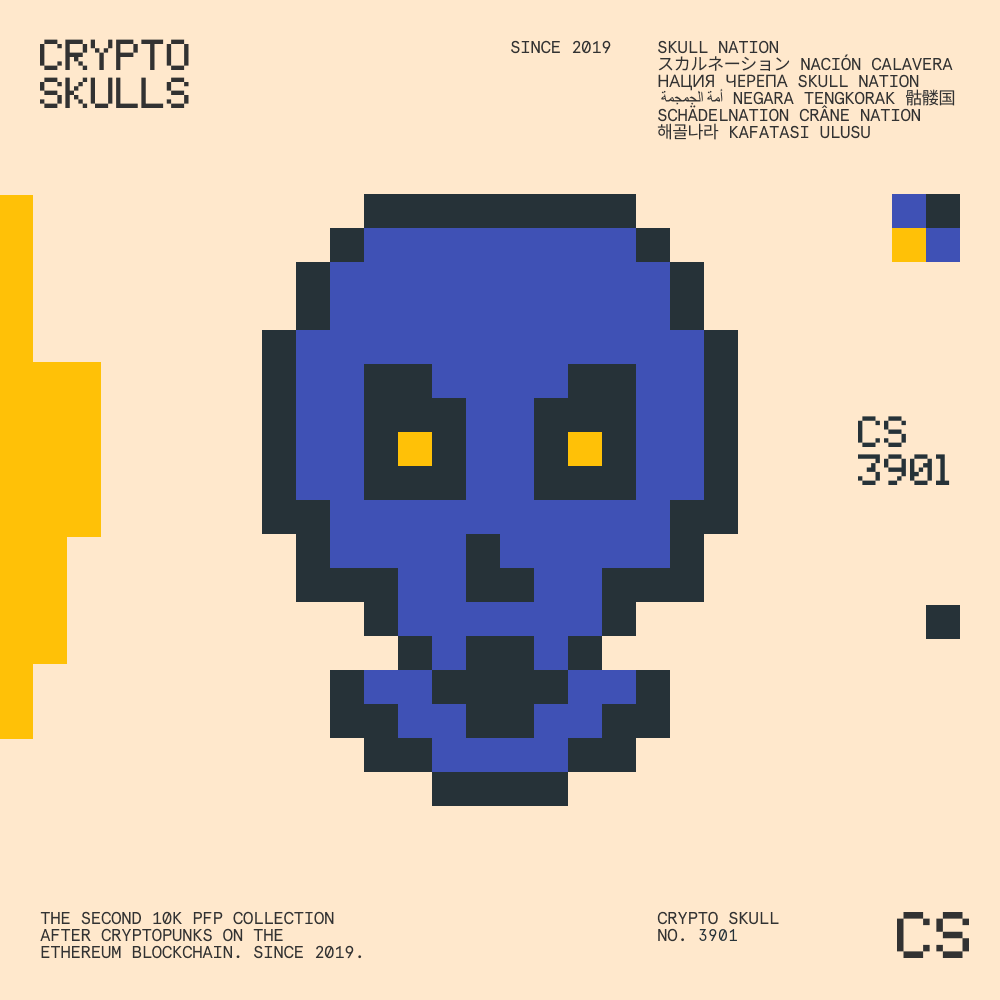 CRYPTO
SKULLS
SINCE 2019
SKULL NATION
スカルネーション NACIÓN CALAVERA
НАЦИЯ ЧЕРЕПА SKULL NATION
أمة الجمجمة NEGARA TENGKORAK 骷髅国
SCHÄDELNATION CRÂNE NATION
해골나라 KAFATASI ULUSU
CS
3901
THE SECOND 10K PFP COLLECTION
AFTER CRYPTOPUNKS ON THE
ETHEREUM BLOCKCHAIN. SINCE 2019.
CRYPTO SKULL
NO. 3901
CS